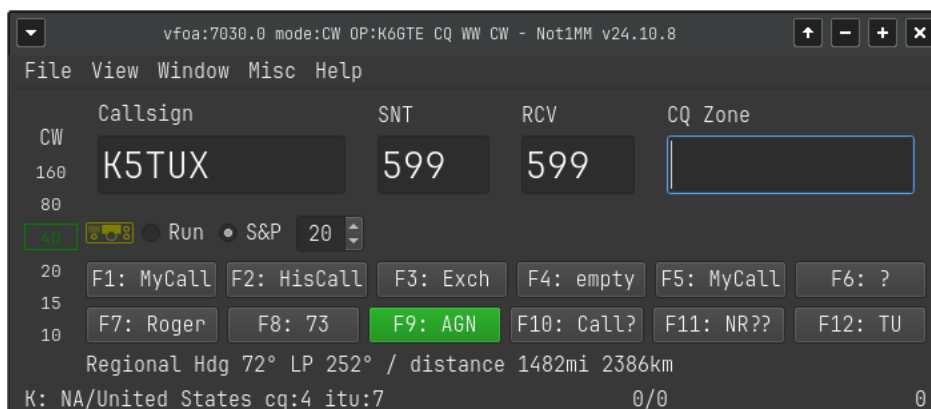 vfoa:7030.0 mode:CW OP:K6GTE CQ WW CW - Not1MM v24.10.8
File View Window Misc Help
Callsign SNT RCV CQ Zone
CW
K5TUX 599 599
160
80
40 Run S&P 20
20 F1: MyCall F2: HisCall F3: Exch F4: empty F5: MyCall F6: ?
15
10 F7: Roger F8: 73 F9: AGN F10: Call? F11: NR?? F12: TU
Regional Hdg 72° LP 252° / distance 1482mi 2386km
K: NA/United States cq:4 itu:7 0/0 0